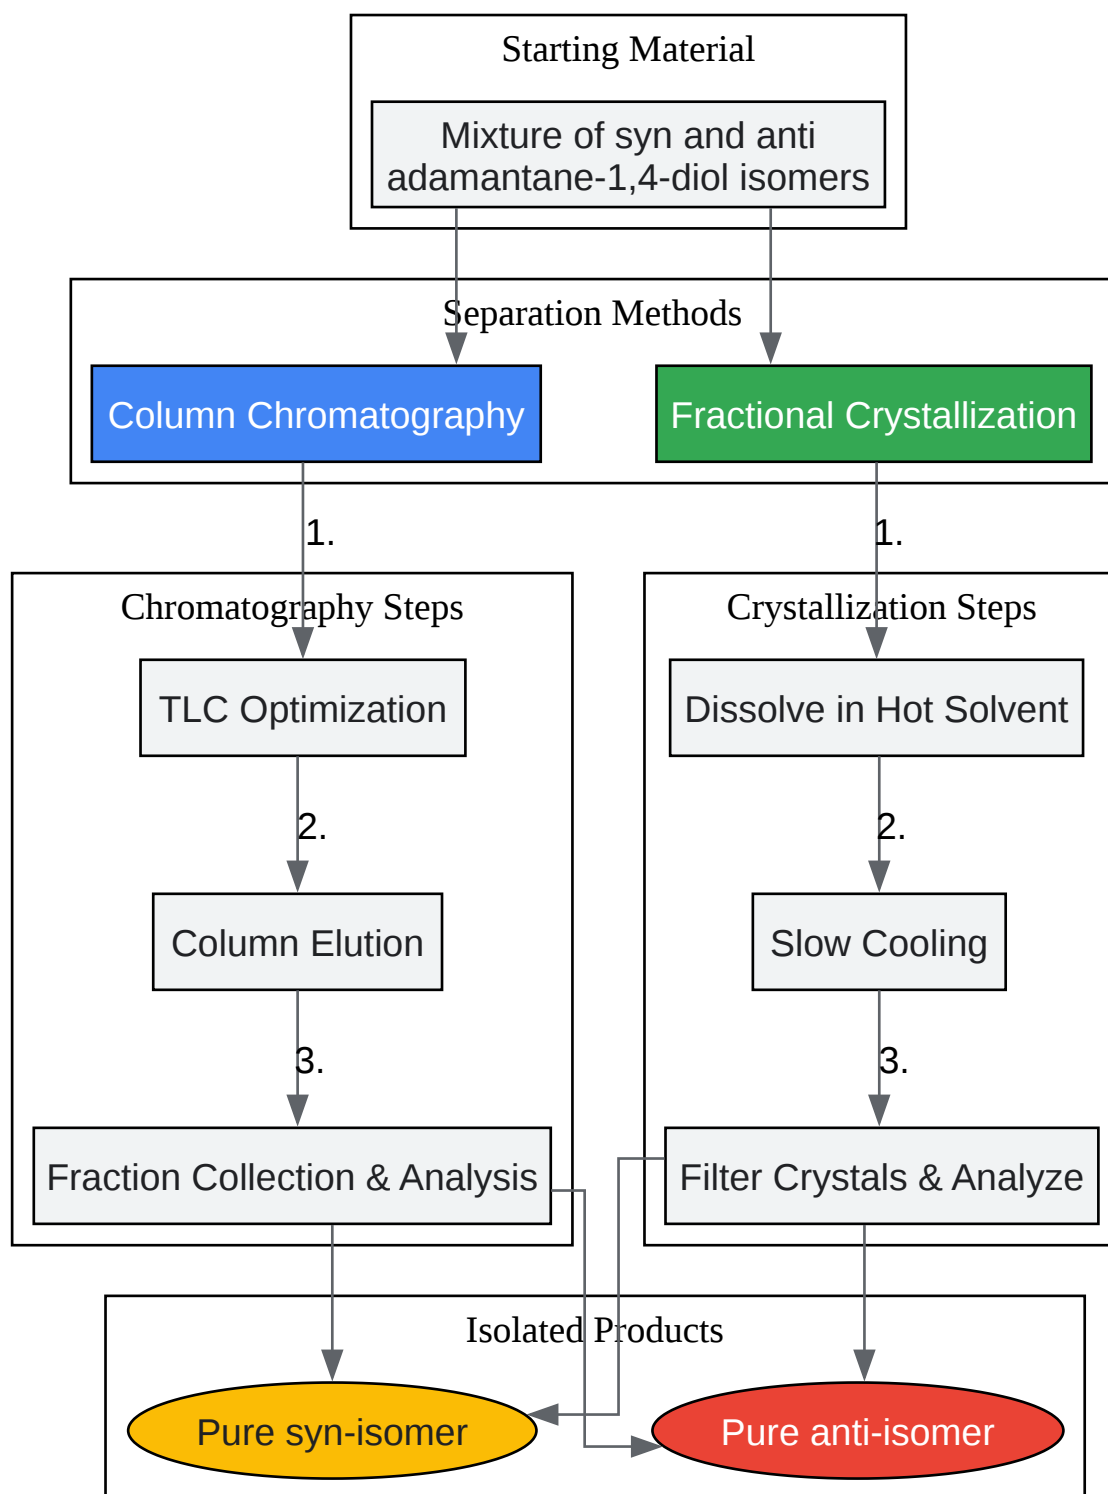 Starting Material
Mixture of syn and anti
adamantane-1,4-diol isomers
Separation Methods
Column Chromatography
Fractional Crystallization
1.
1.
Chromatography Steps
Crystallization Steps
TLC Optimization
Dissolve in Hot Solvent
2.
2.
Column Elution
Slow Cooling
3.
3.
Fraction Collection & Analysis
Filter Crystals & Analyze
Isolated Products
Pure syn-isomer
Pure anti-isomer